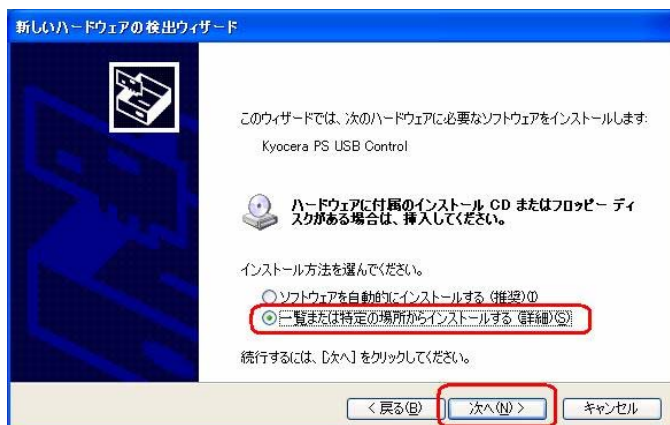 新しいハードウェアの検出ウィザード
このウィザードでは、次のハードウェアに必要なソフトウェアをインストールします:
Kyocera PS USB Control
ハードウェアに付属のインストール CD またはフロッピー ディ
スクがある場合は、挿入してください。
インストール方法を選んでください。
ソフトウェアを自動的にインストールする (推奨)(I)
一覧または特定の場所からインストールする (詳細)(S)
続行するには、[次へ] をクリックしてください。
< 戻る(B)
次へ(N) >
キャンセル